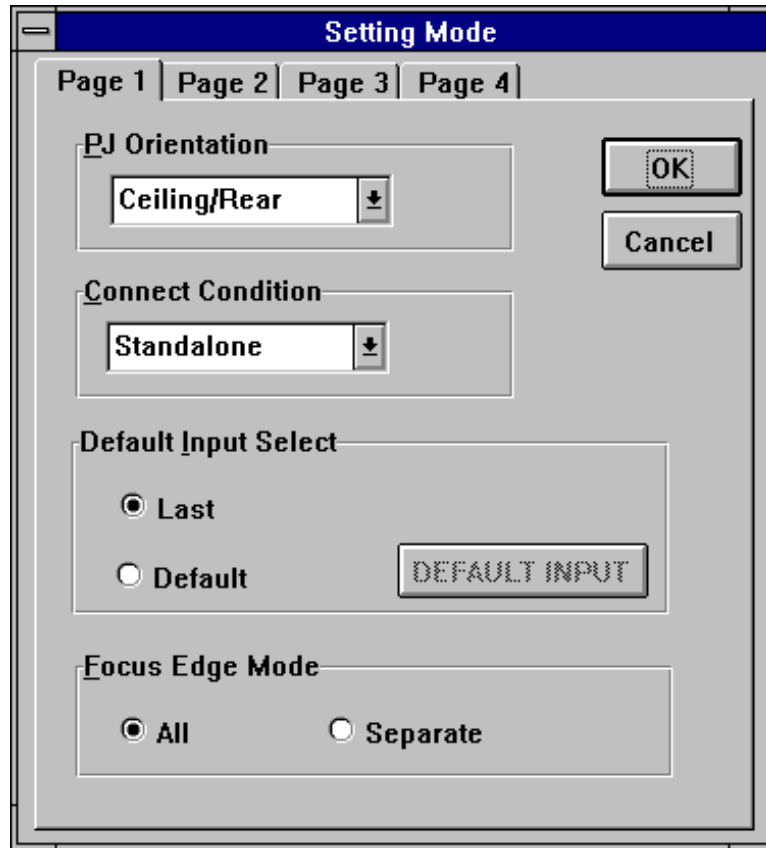 Setting Mode
Page 1 Page 2 Page 3 Page 4
PJ Orientation
Ceiling/Rear
OK
Cancel
Connect Condition
Standalone
Default Input Select
Last
Default
DEFAULT INPUT
Focus Edge Mode
All Separate